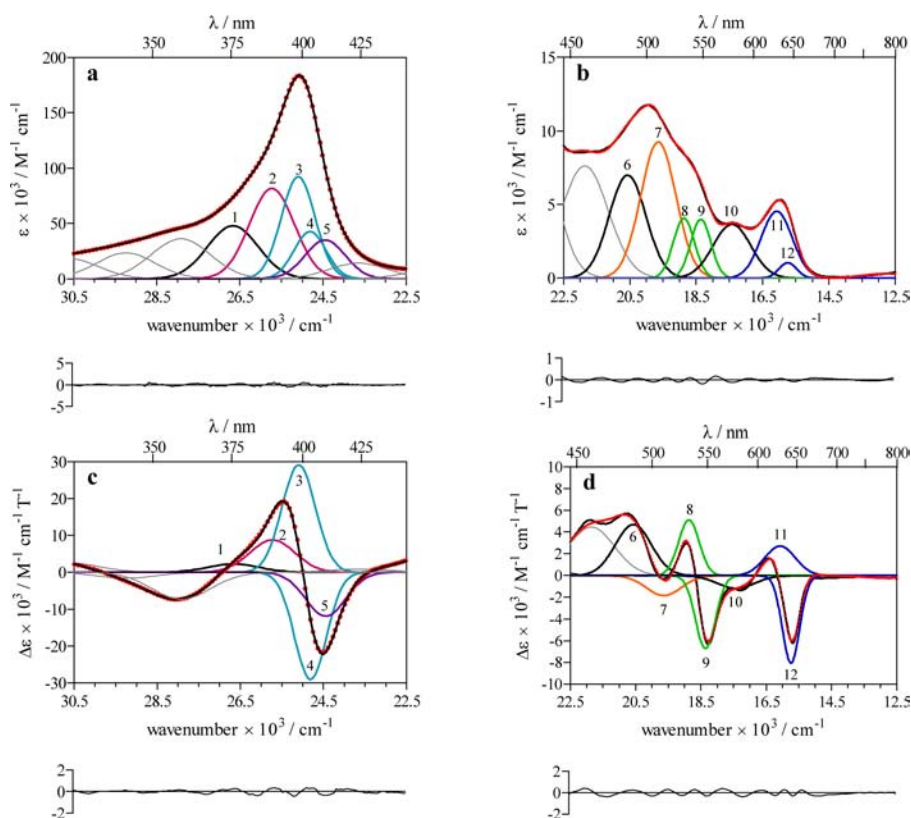 λ / nm
350 375 400 425
a
200
150
100
50
0
ε × 10³ / M⁻¹ cm⁻¹
1 2 3 4 5
30.5 28.5 26.5 24.5 22.5
wavenumber × 10³ / cm⁻¹
5
0
-5
λ / nm
450 500 550 600 650 700 800
b
15
10
5
0
ε × 10³ / M⁻¹ cm⁻¹
6 7 8 9 10 11 12
22.5 20.5 18.5 16.5 14.5 12.5
wavenumber × 10³ / cm⁻¹
1
0
-1
λ / nm
350 375 400 425
c
30
20
10
0
-10
-20
-30
Δε × 10³ / M⁻¹ cm⁻¹ T⁻¹
1 2 3 4 5
30.5 28.5 26.5 24.5 22.5
wavenumber × 10³ / cm⁻¹
2
0
-2
λ / nm
450 500 550 600 650 700 800
d
10
8
6
4
2
0
-2
-4
-6
-8
-10
Δε × 10³ / M⁻¹ cm⁻¹ T⁻¹
6 7 8 9 10 11 12
22.5 20.5 18.5 16.5 14.5 12.5
wavenumber × 10³ / cm⁻¹
2
0
-2